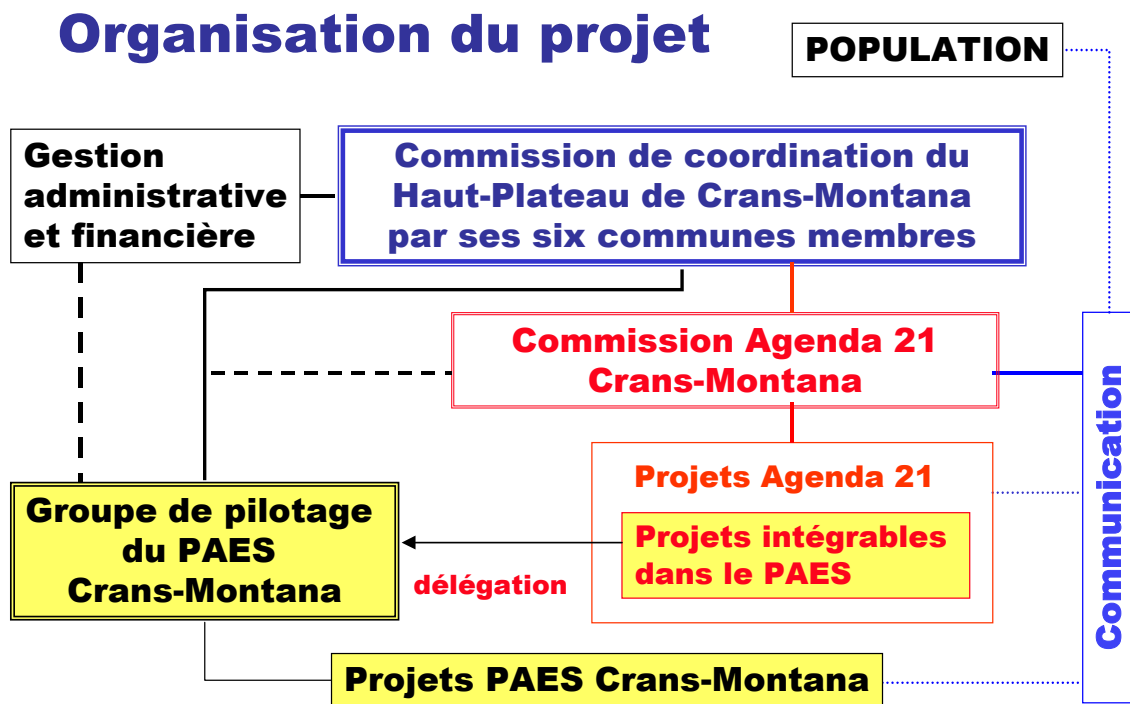 Organisation du projet
POPULATION
Gestion
administrative
et financière
Commission de coordination du
Haut-Plateau de Crans-Montana
par ses six communes membres
Commission Agenda 21
Crans-Montana
Communication
Projets Agenda 21
Projets intégrables
dans le PAES
Groupe de pilotage
du PAES
Crans-Montana
délégation
Projets PAES Crans-Montana